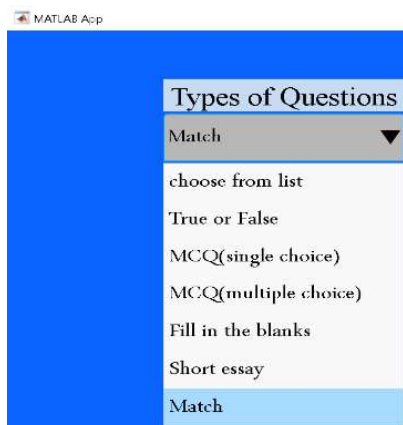 MATLAB App
Types of Questions
Match
choose from list
True or False
MCQ(single choice)
MCQ(multiple choice)
Fill in the blanks
Short essay
Match